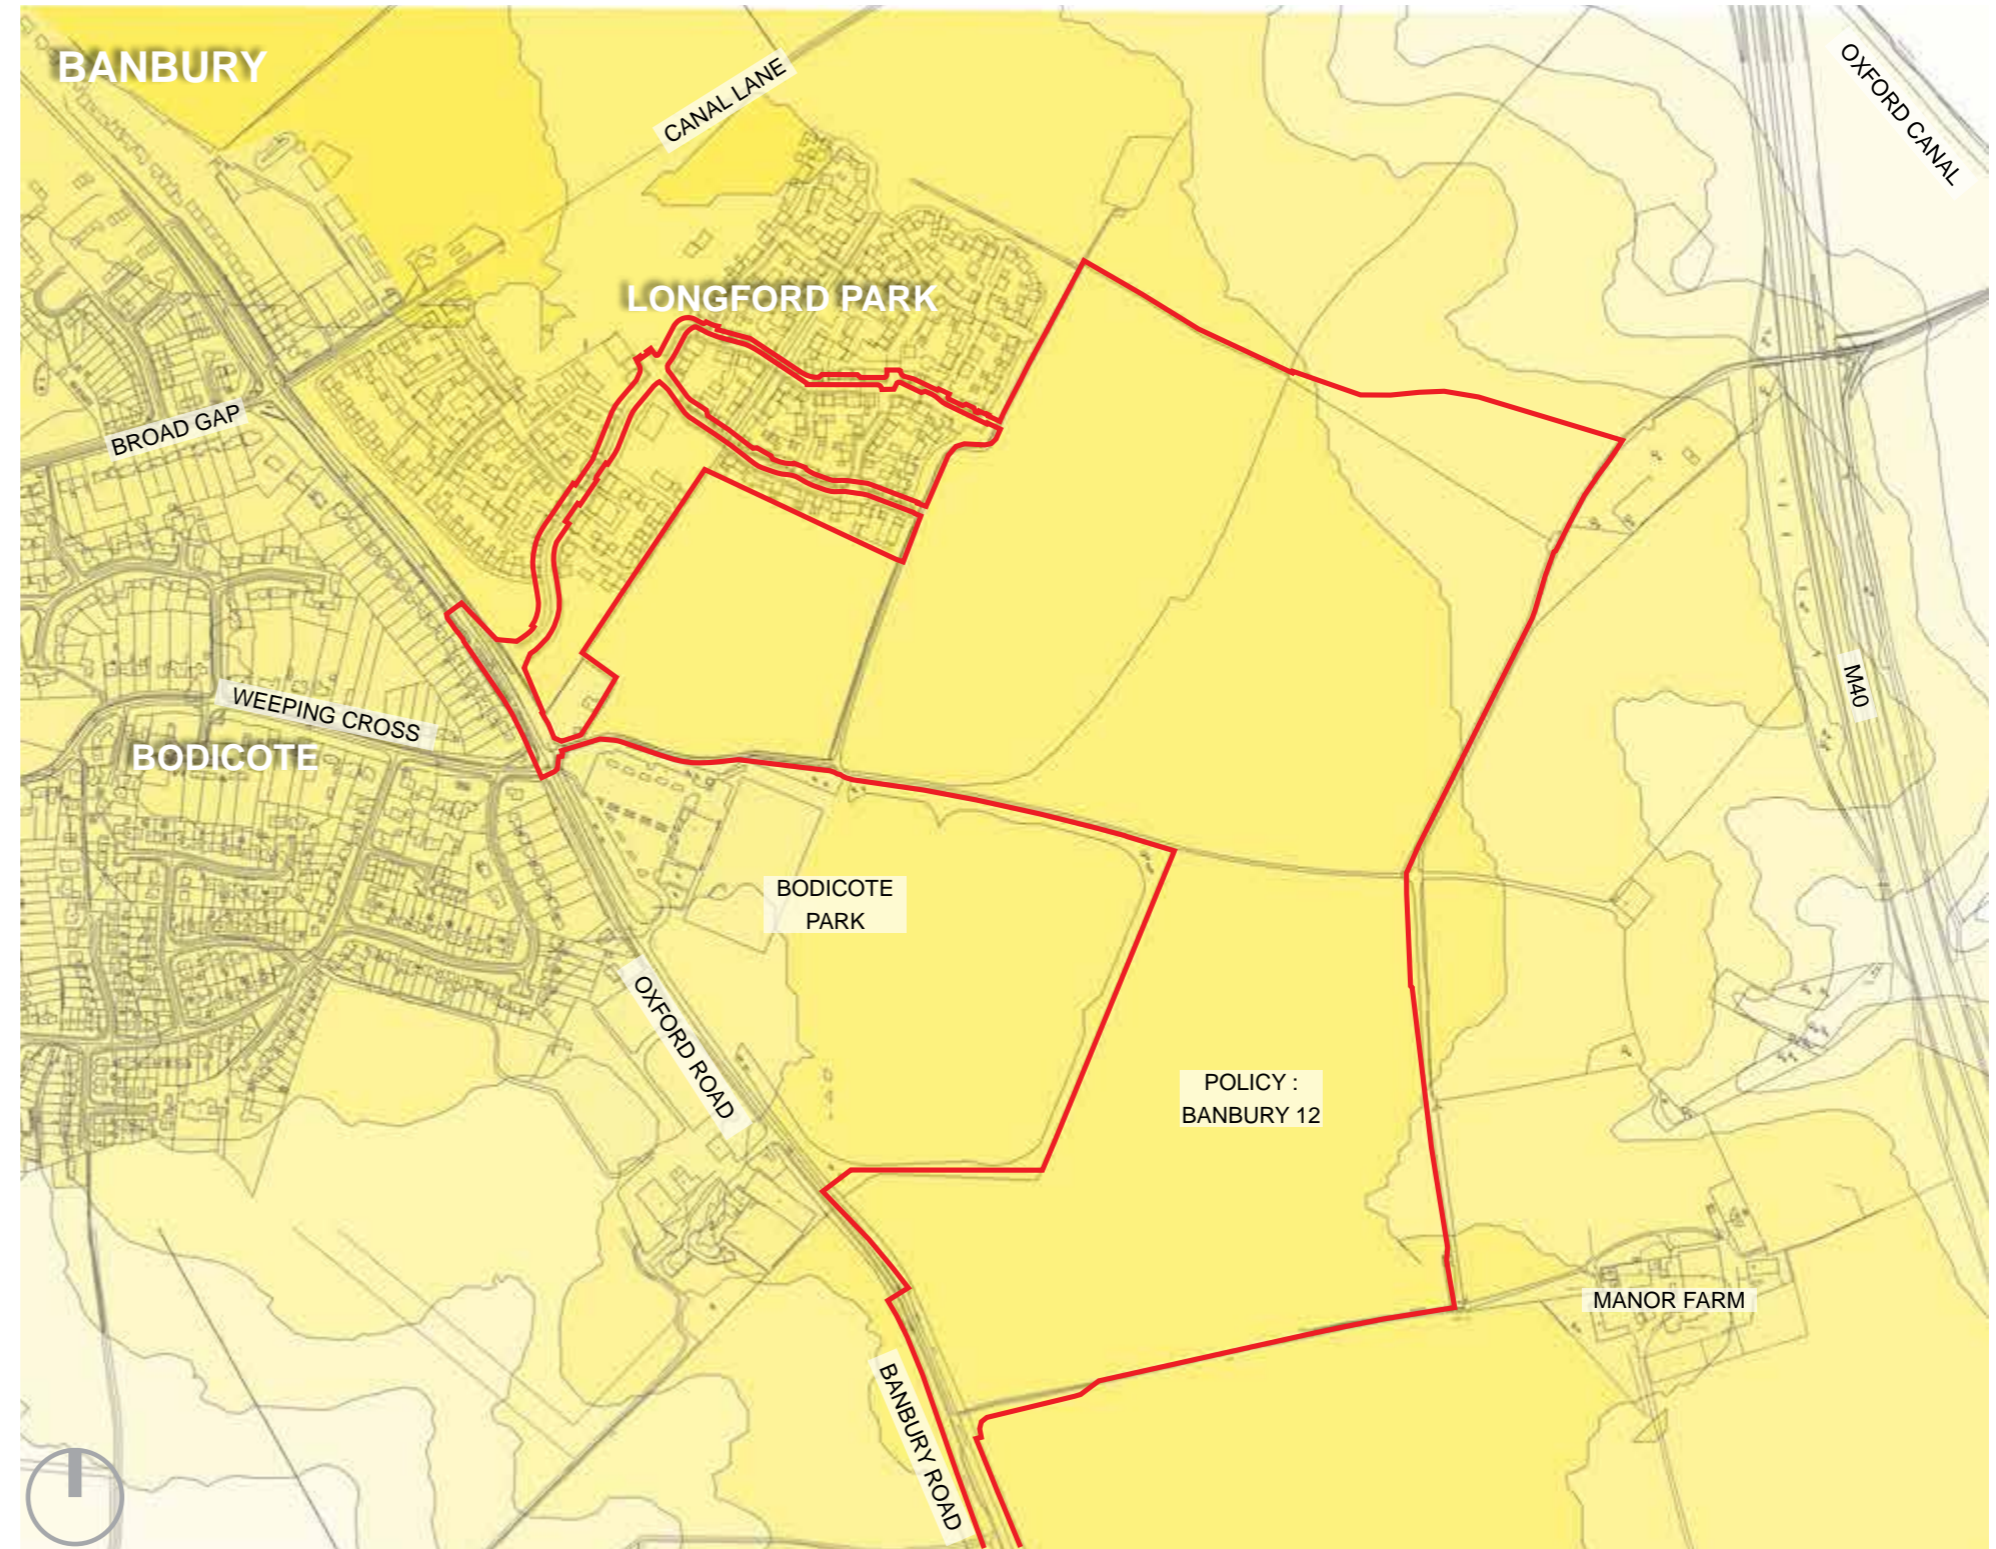 BANBURY
CANAL LANE
OXFORD CANAL
LONGFORD PARK
BROAD GAP
WEEPING CROSS
BODICOTE
M40
BODICOTE
PARK
OXFORD ROAD
POLICY :
BANBURY 12
MANOR FARM
BANBURY ROAD